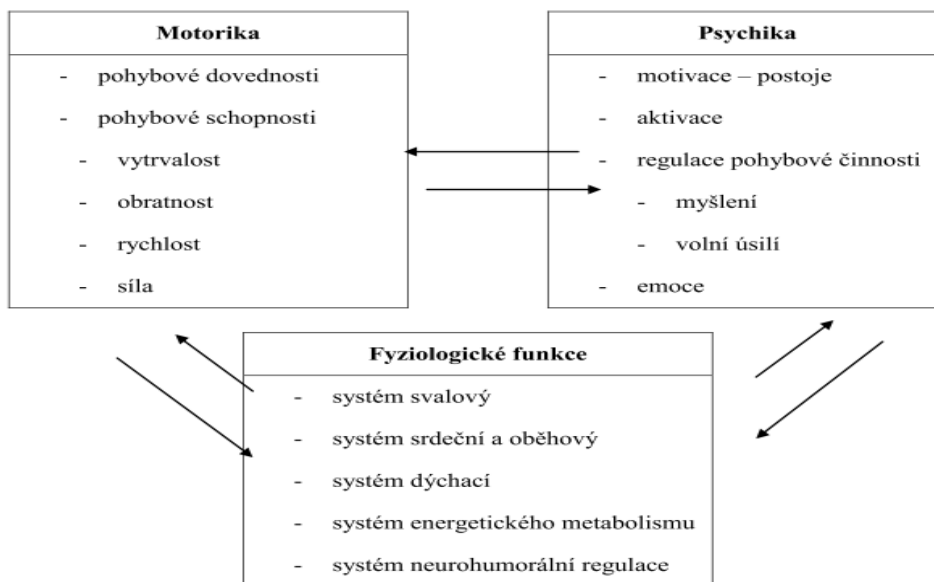 Motorika
- pohybové dovednosti
- pohybové schopnosti
- vytrvalost
- obratnost
- rychlost
- síla
Psychika
- motivace – postoje
- aktivace
- regulace pohybové činnosti
- myšlení
- volní úsilí
- emoce
Fyziologické funkce
- systém svalový
- systém srdeční a oběhový
- systém dýchací
- systém energetického metabolismu
- systém neurohumorální regulace